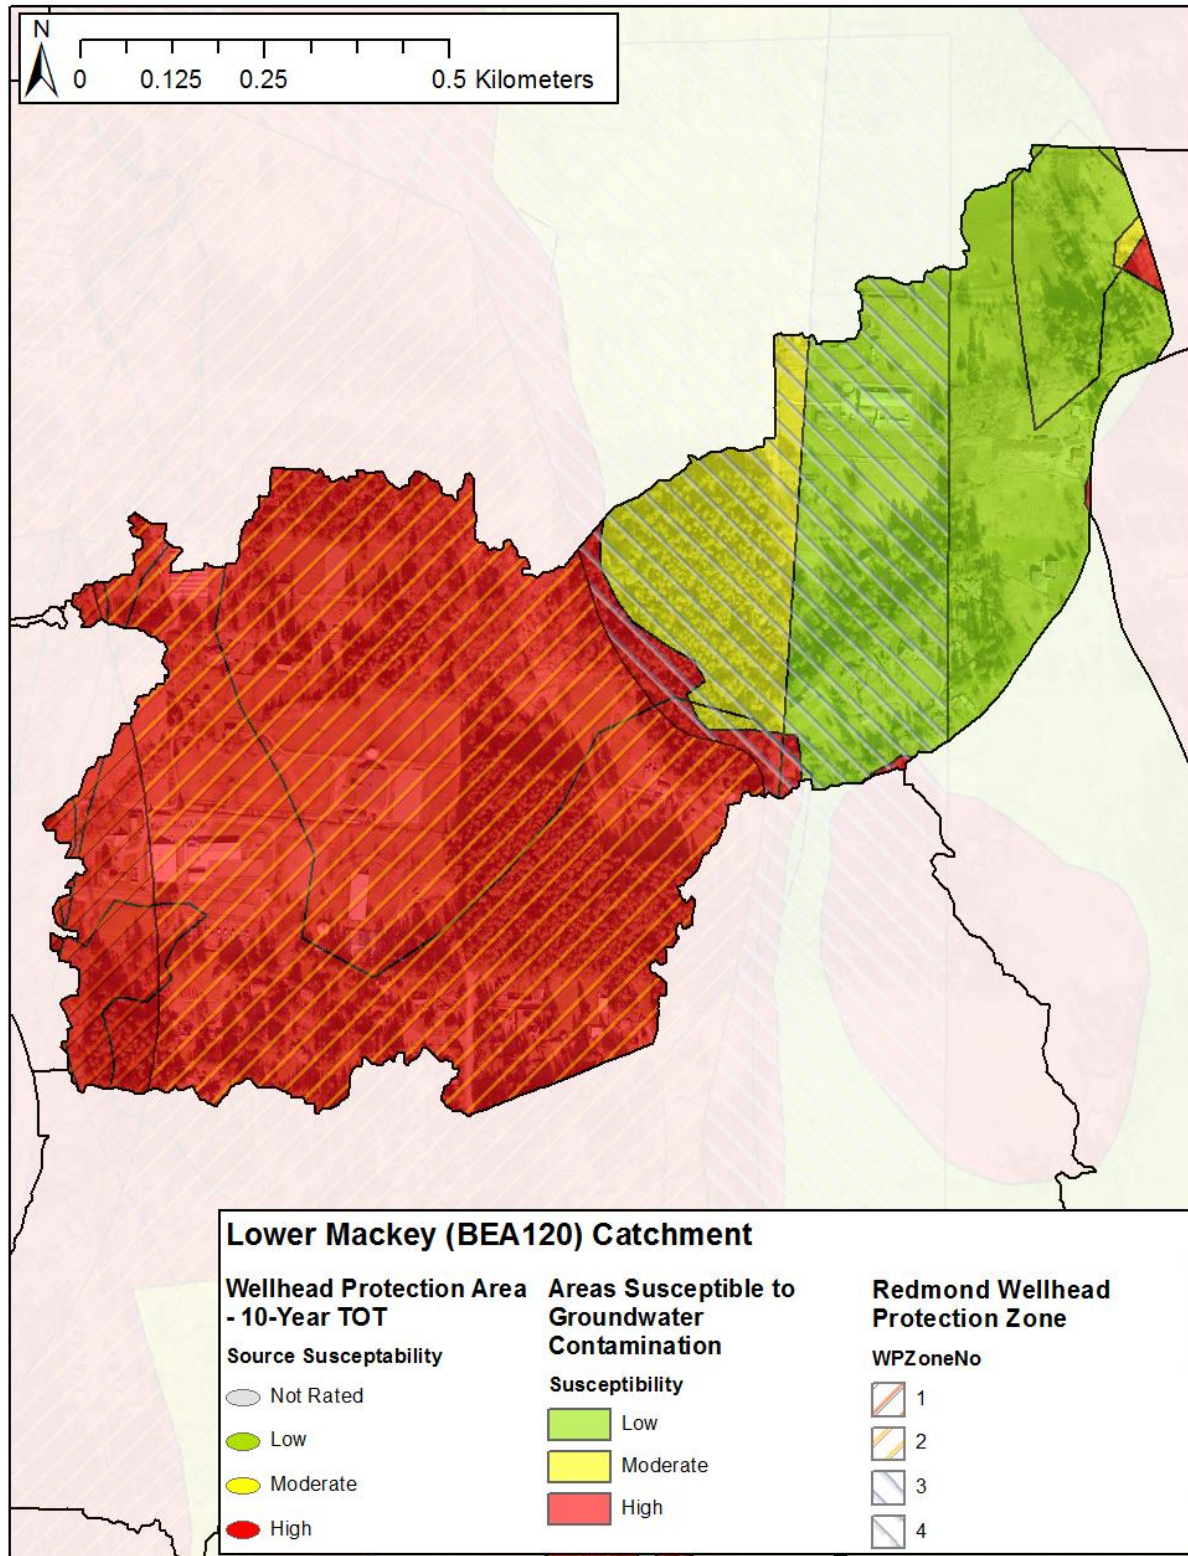 N
0 0.125 0.25 0.5 Kilometers
Lower Mackey (BEA120) Catchment
Wellhead Protection Area
- 10-Year TOT
Source Susceptability
Not Rated
Low
Moderate
High
Areas Susceptible to
Groundwater
Contamination
Susceptibility
Low
Moderate
High
Redmond Wellhead
Protection Zone
WPZoneNo
1
2
3
4